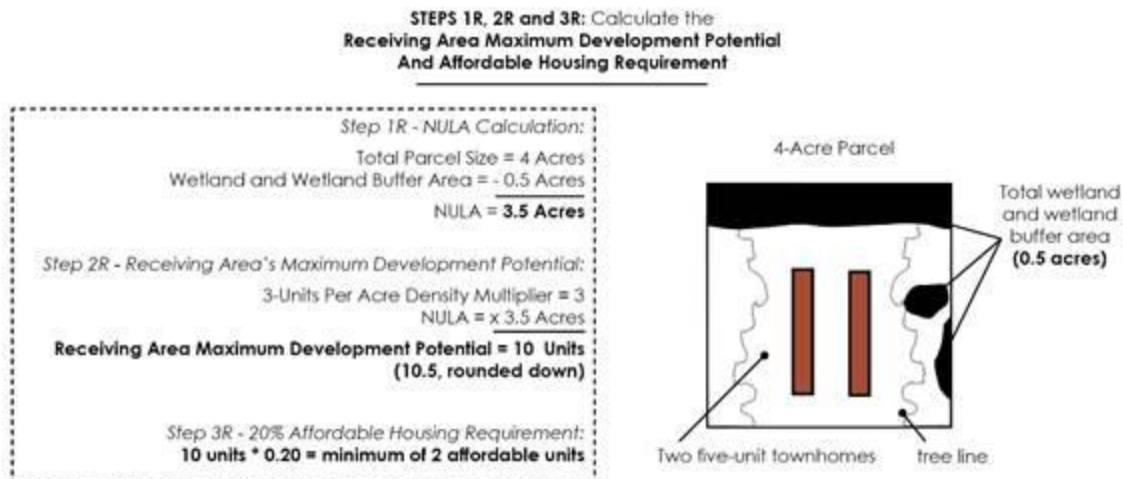 STEPS 1R, 2R and 3R: Calculate the
Receiving Area Maximum Development Potential
And Affordable Housing Requirement
Step 1R - NULA Calculation:
Total Parcel Size = 4 Acres
Wetland and Wetland Buffer Area = - 0.5 Acres
NULA = 3.5 Acres
Step 2R - Receiving Area's Maximum Development Potential:
3-Units Per Acre Density Multiplier = 3
NULA = x 3.5 Acres
Receiving Area Maximum Development Potential = 10 Units
(10.5, rounded down)
Step 3R - 20% Affordable Housing Requirement:
10 units * 0.20 = minimum of 2 affordable units
4-Acre Parcel
Total wetland
and wetland
buffer area
(0.5 acres)
Two five-unit townhomes
tree line